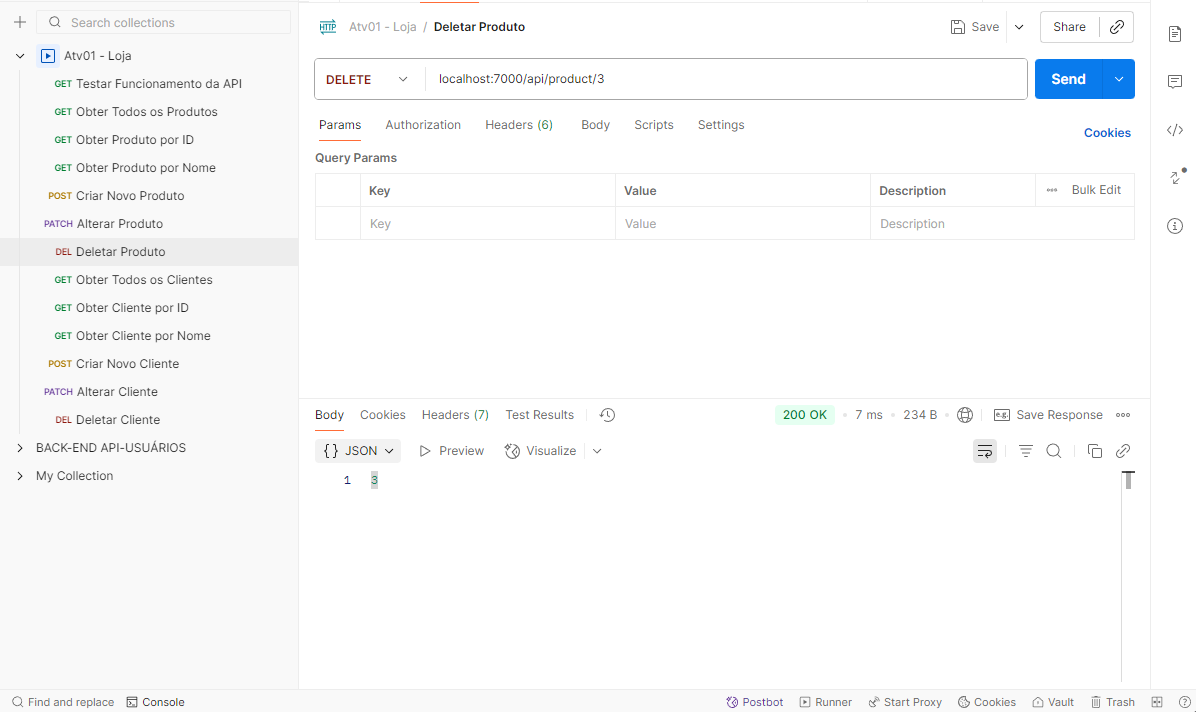 Search collections
Atv01 - Loja
GET Testar Funcionamento da API
GET Obter Todos os Produtos
GET Obter Produto por ID
GET Obter Produto por Nome
POST Criar Novo Produto
PATCH Alterar Produto
DEL Deletar Produto
GET Obter Todos os Clientes
GET Obter Cliente por ID
GET Obter Cliente por Nome
POST Criar Novo Cliente
PATCH Alterar Cliente
DEL Deletar Cliente
BACK-END API-USUÁRIOS
My Collection
HTTP Atv01 - Loja / Deletar Produto
Save
Share
DELETE localhost:7000/api/product/3
Send
Params Authorization Headers (6) Body Scripts Settings
Cookies
Query Params
Key Value Description Bulk Edit
Key Value Description
Body Cookies Headers (7) Test Results
200 OK • 7 ms • 234 B • e.g. Save Response
{} JSON Preview Visualize
1 3
Find and replace Console
Postbot Runner Start Proxy Cookies Vault Trash